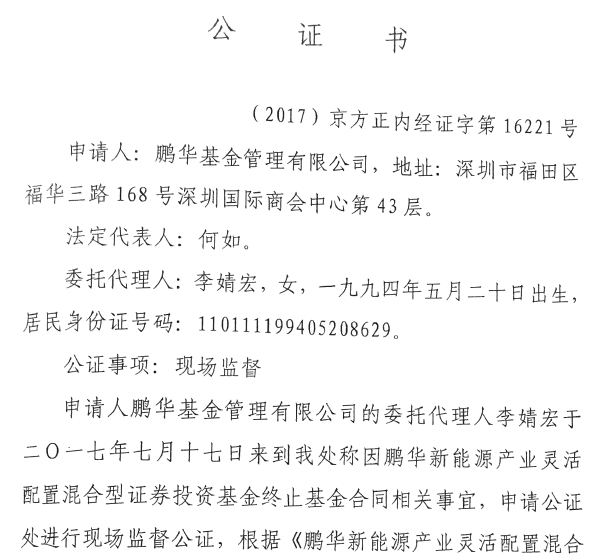 公证书
（2017）京方正内经证字第 16221 号
申请人：鹏华基金管理有限公司，地址：深圳市福田区
福华三路 168 号深圳国际商会中心第 43 层。
法定代表人：何如。
委托代理人：李婧宏，女，一九九四年五月二十日出生，
居民身份证号码：110111199405208629。
公证事项：现场监督
申请人鹏华基金管理有限公司的委托代理人李婧宏于
二〇一七年七月十七日来到我处称因鹏华新能源产业灵活
配置混合型证券投资基金终止基金合同相关事宜，申请公证
处进行现场监督公证，根据《鹏华新能源产业灵活配置混合